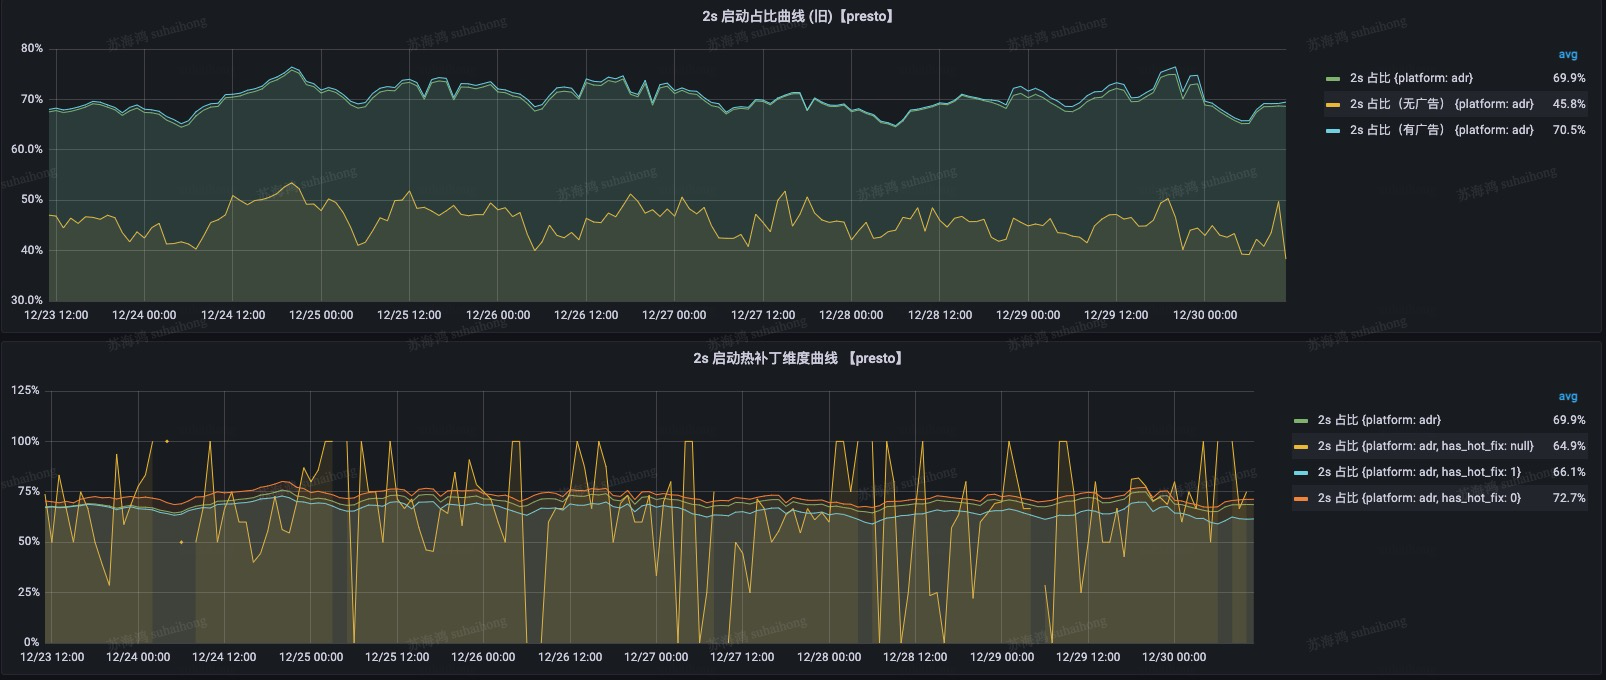 2s 启动占比曲线 (旧)【presto】
80%
70%
60.0%
50%
40%
30.0%
12/23 12:00 12/24 00:00 12/24 12:00 12/25 00:00 12/25 12:00 12/26 00:00 12/26 12:00 12/27 00:00 12/27 12:00 12/28 00:00 12/28 12:00 12/29 00:00 12/29 12:00 12/30 00:00
avg
2s 占比 {platform: adr} 69.9%
2s 占比（无广告） {platform: adr} 45.8%
2s 占比（有广告） {platform: adr} 70.5%
2s 启动热补丁维度曲线 【presto】
125%
100%
75%
50%
25%
0%
12/23 12:00 12/24 00:00 12/24 12:00 12/25 00:00 12/25 12:00 12/26 00:00 12/26 12:00 12/27 00:00 12/27 12:00 12/28 00:00 12/28 12:00 12/29 00:00 12/29 12:00 12/30 00:00
avg
2s 占比 {platform: adr} 69.9%
2s 占比 {platform: adr, has_hot_fix: null} 64.9%
2s 占比 {platform: adr, has_hot_fix: 1} 66.1%
2s 占比 {platform: adr, has_hot_fix: 0} 72.7%
苏海鸿 suhaihong